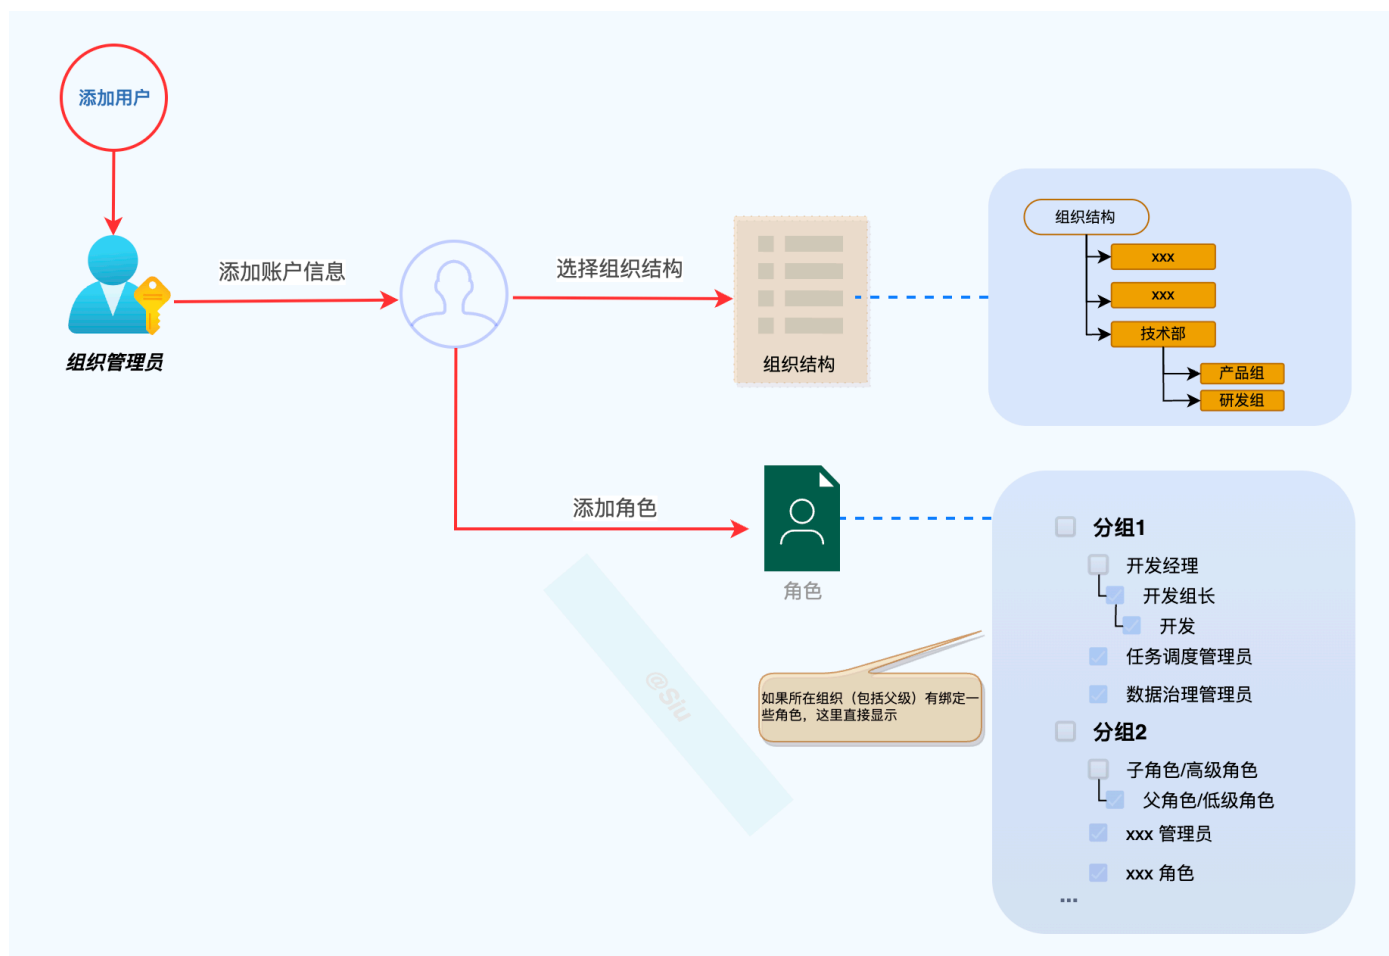 添加用户
组织管理员
添加账户信息
选择组织结构
组织结构
组织结构
xxx
xxx
技术部
产品组
研发组
添加角色
角色
如果所在组织（包括父级）有绑定一
些角色，这里直接显示
@Siu
分组1
开发经理
开发组长
开发
任务调度管理员
数据治理管理员
分组2
子角色/高级角色
父角色/低级角色
xxx 管理员
xxx 角色
...